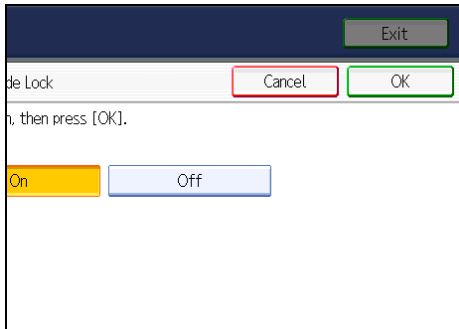 Exit
de Lock Cancel OK
n, then press [OK].
On Off